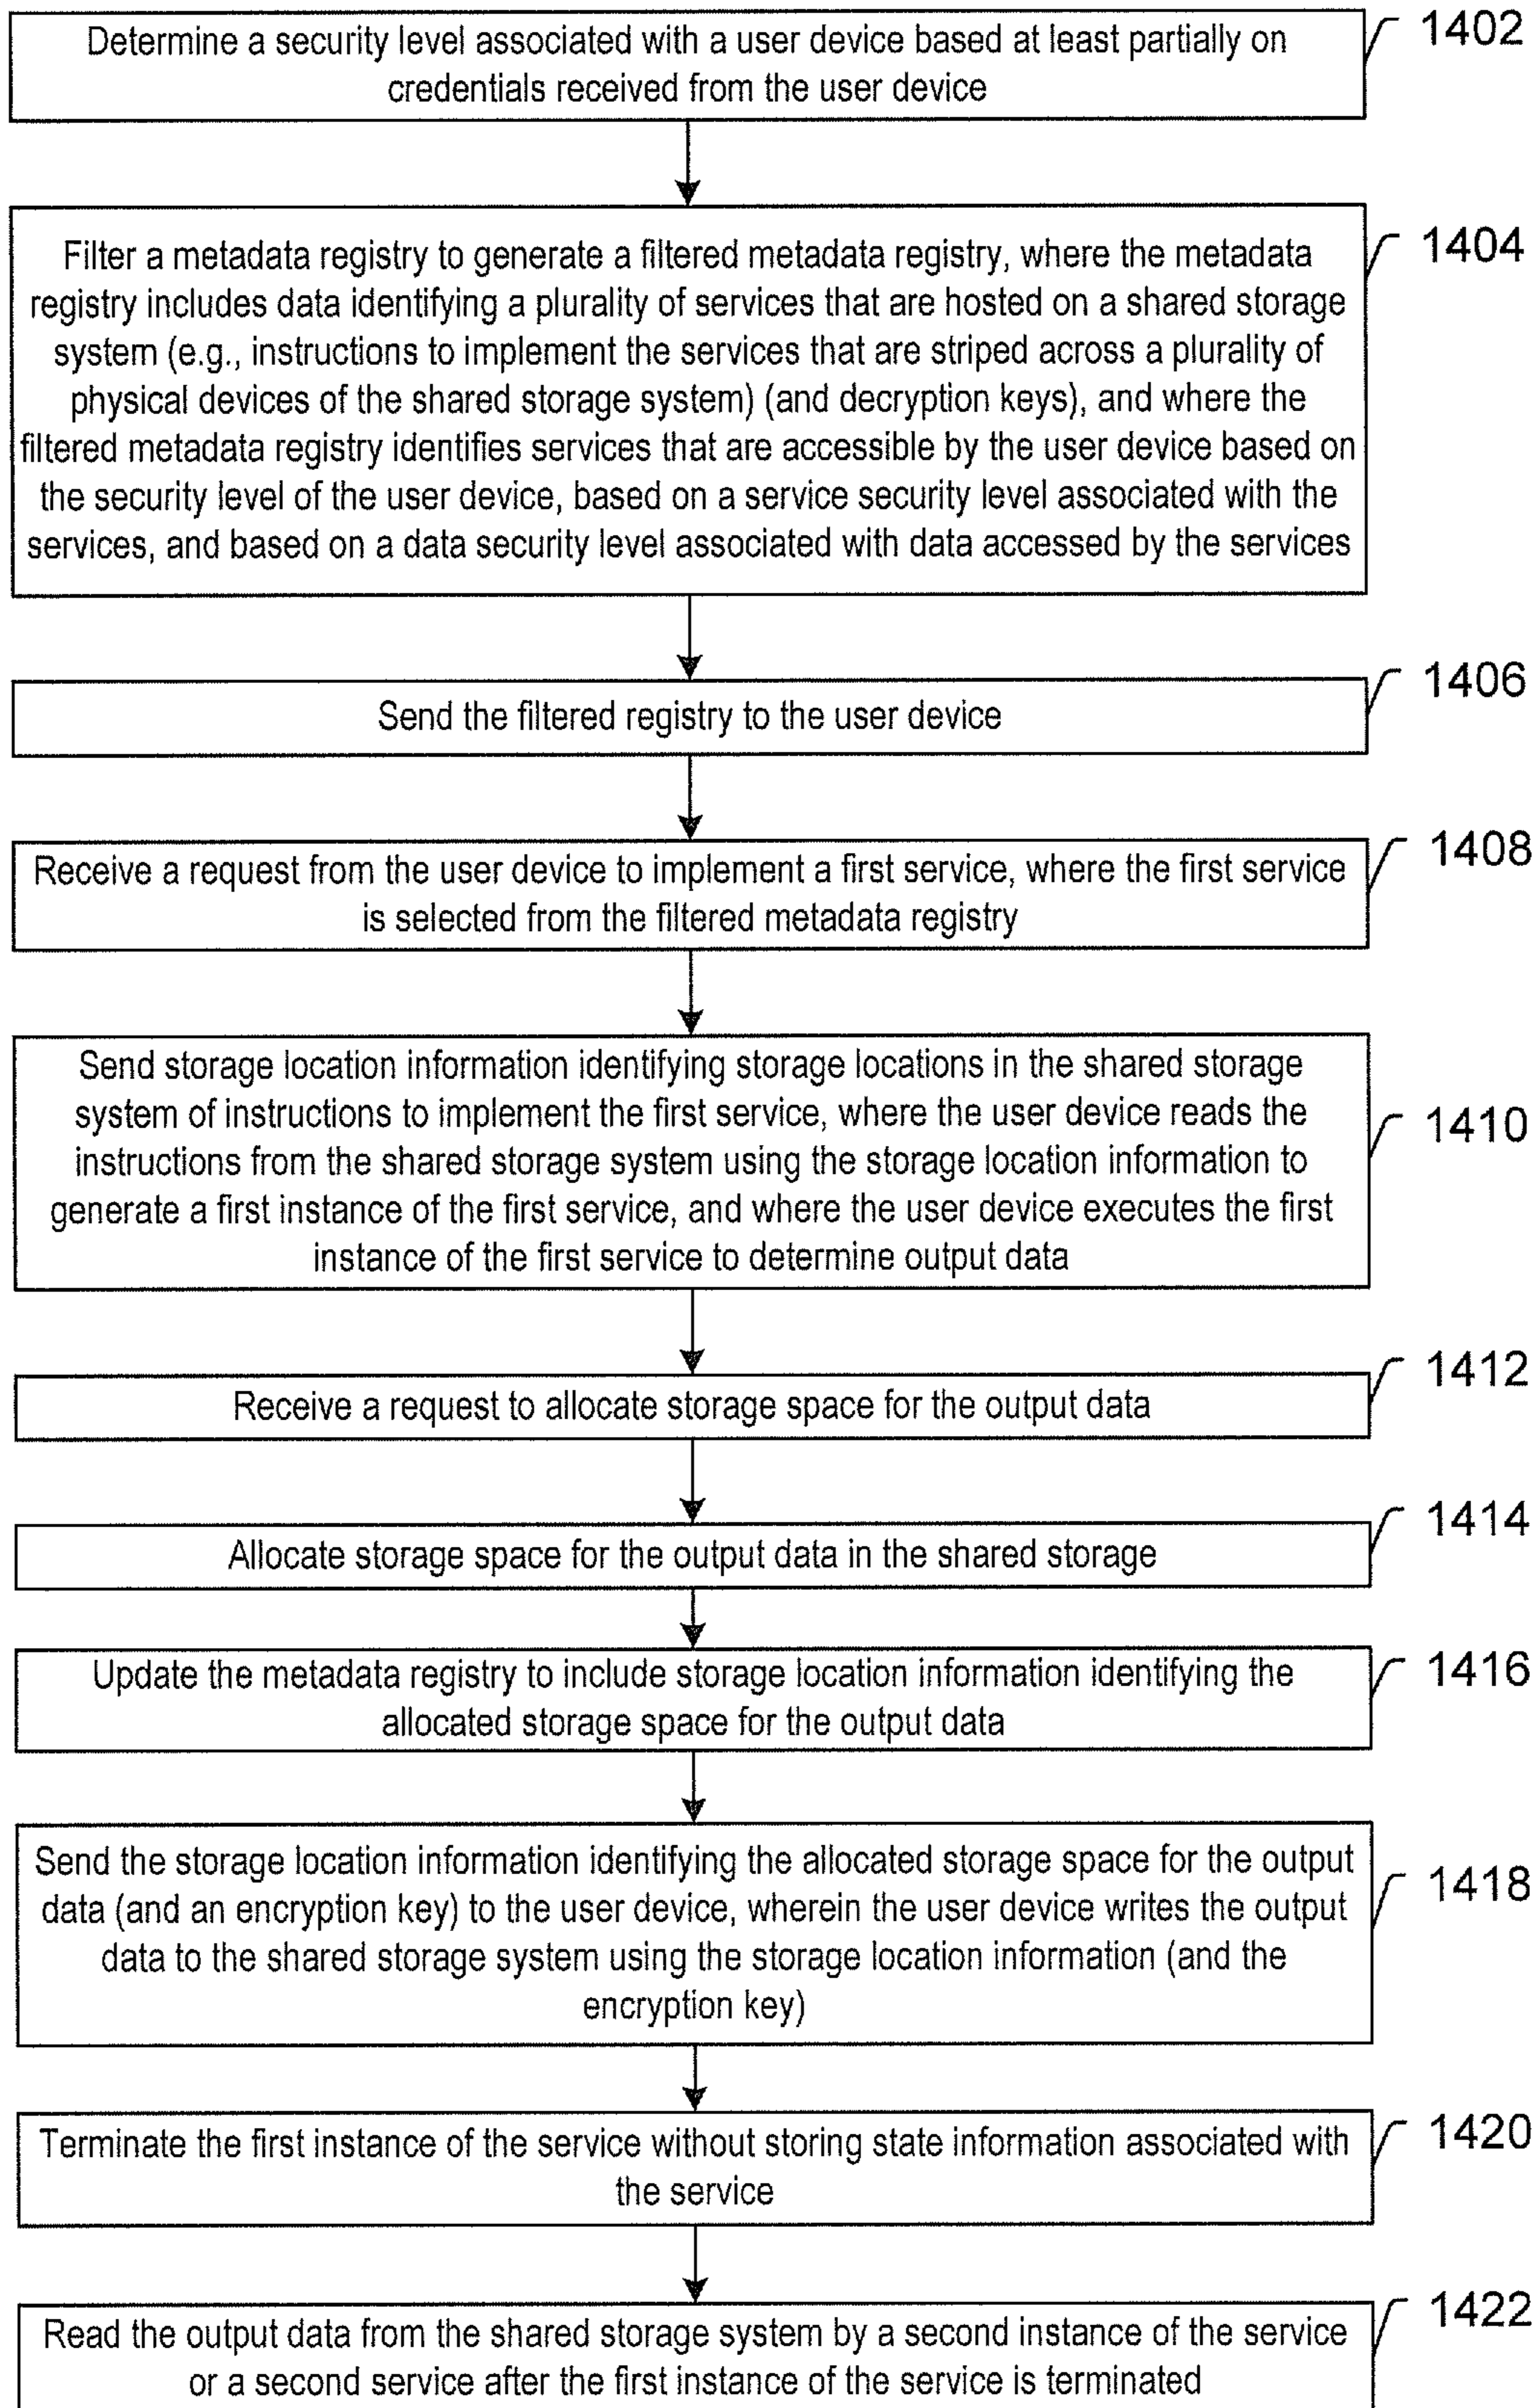 Determine a security level associated with a user device based at least partially on
credentials received from the user device
1402
Filter a metadata registry to generate a filtered metadata registry, where the metadata
registry includes data identifying a plurality of services that are hosted on a shared storage
system (e.g., instructions to implement the services that are striped across a plurality of
physical devices of the shared storage system) (and decryption keys), and where the
filtered metadata registry identifies services that are accessible by the user device based on
the security level of the user device, based on a service security level associated with the
services, and based on a data security level associated with data accessed by the services
1404
Send the filtered registry to the user device
1406
Receive a request from the user device to implement a first service, where the first service
is selected from the filtered metadata registry
1408
Send storage location information identifying storage locations in the shared storage
system of instructions to implement the first service, where the user device reads the
instructions from the shared storage system using the storage location information to
generate a first instance of the first service, and where the user device executes the first
instance of the first service to determine output data
1410
Receive a request to allocate storage space for the output data
1412
Allocate storage space for the output data in the shared storage
1414
Update the metadata registry to include storage location information identifying the
allocated storage space for the output data
1416
Send the storage location information identifying the allocated storage space for the output
data (and an encryption key) to the user device, wherein the user device writes the output
data to the shared storage system using the storage location information (and the
encryption key)
1418
Terminate the first instance of the service without storing state information associated with
the service
1420
Read the output data from the shared storage system by a second instance of the service
or a second service after the first instance of the service is terminated
1422